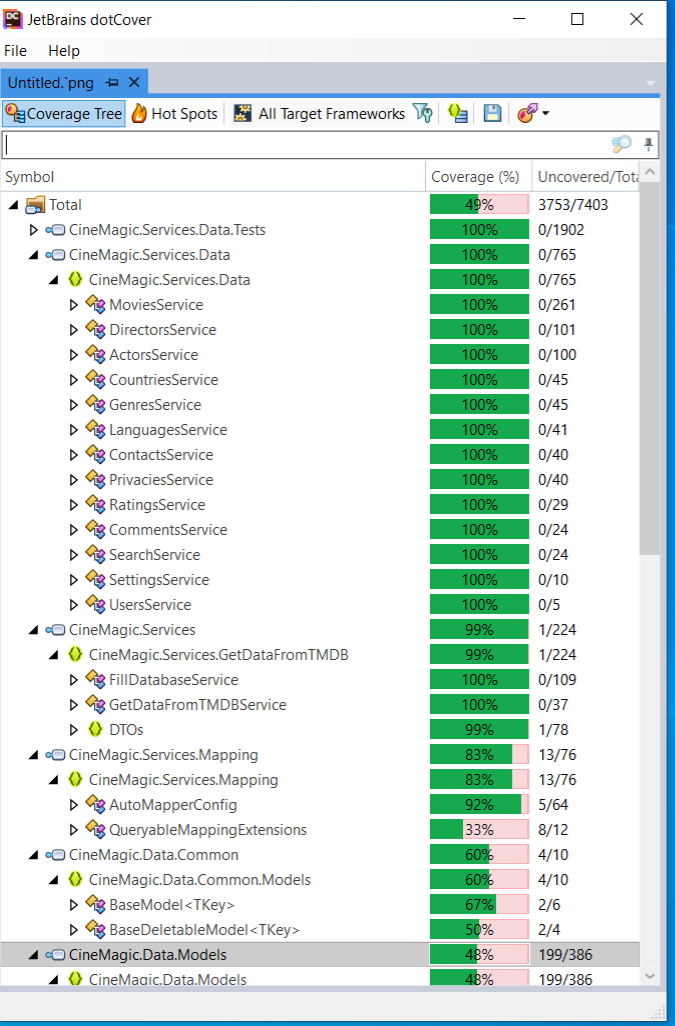 DC JetBrains dotCover
File Help
Untitled.`png
Coverage Tree Hot Spots All Target Frameworks
Symbol Coverage (%) Uncovered/Tota
Total 49% 3753/7403
CineMagic.Services.Data.Tests 100% 0/1902
CineMagic.Services.Data 100% 0/765
CineMagic.Services.Data 100% 0/765
MoviesService 100% 0/261
DirectorsService 100% 0/101
ActorsService 100% 0/100
CountriesService 100% 0/45
GenresService 100% 0/45
LanguagesService 100% 0/41
ContactsService 100% 0/40
PrivaciesService 100% 0/40
RatingsService 100% 0/29
CommentsService 100% 0/24
SearchService 100% 0/24
SettingsService 100% 0/10
UsersService 100% 0/5
CineMagic.Services 99% 1/224
CineMagic.Services.GetDataFromTMDB 99% 1/224
FillDatabaseService 100% 0/109
GetDataFromTMDBService 100% 0/37
DTOs 99% 1/78
CineMagic.Services.Mapping 83% 13/76
CineMagic.Services.Mapping 83% 13/76
AutoMapperConfig 92% 5/64
QueryableMappingExtensions 33% 8/12
CineMagic.Data.Common 60% 4/10
CineMagic.Data.Common.Models 60% 4/10
BaseModel<TKey> 67% 2/6
BaseDeletableModel<TKey> 50% 2/4
CineMagic.Data.Models 48% 199/386
CineMagic.Data.Models 48% 199/386